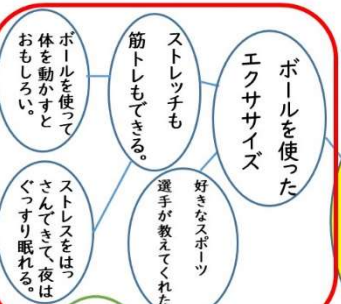 ボールを使った
エクササイズ
ストレッチも
筋トレもできる。
ボールを使って
体を動かすと
おもしろい。
好きなスポーツ
選手が教えてくれた
ストレスをはっ
さんできて、夜は
ぐっすり眠れる。